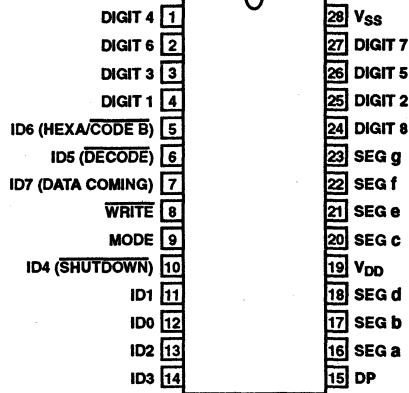 DIGIT 4 1
DIGIT 6 2
DIGIT 3 3
DIGIT 1 4
ID6 (HEXA/CODE B) 5
ID5 (DECODE) 6
ID7 (DATA COMING) 7
WRITE 8
MODE 9
ID4 (SHUTDOWN) 10
ID1 11
ID0 12
ID2 13
ID3 14
28 VSS
27 DIGIT 7
26 DIGIT 5
25 DIGIT 2
24 DIGIT 8
23 SEG g
22 SEG f
21 SEG e
20 SEG c
19 VDD
18 SEG d
17 SEG b
16 SEG a
15 DP